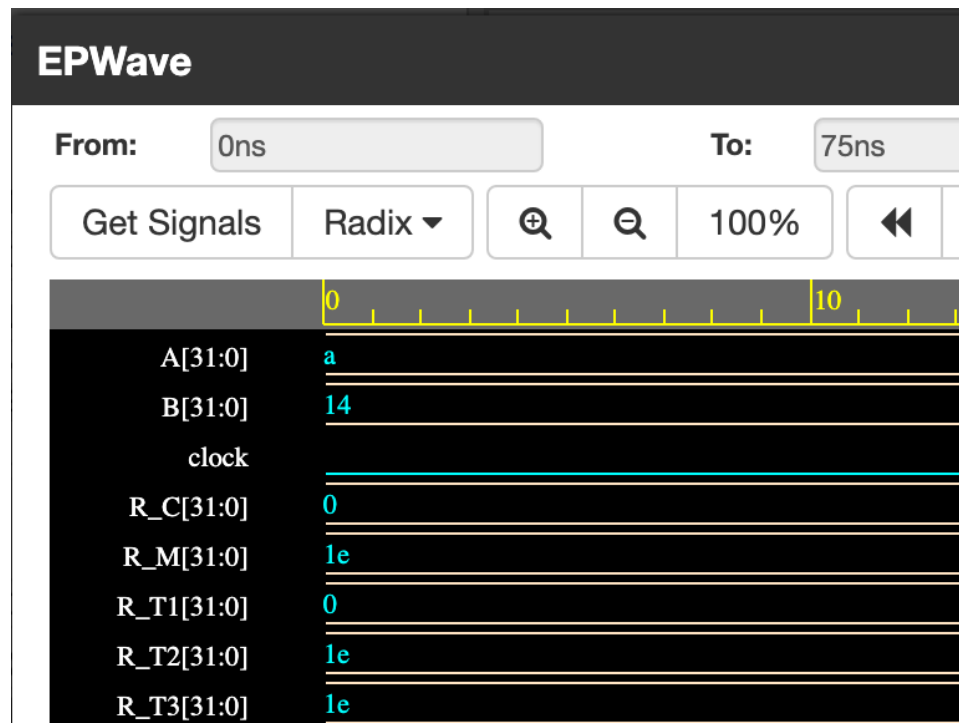 EPWave
From: 0ns To: 75ns
Get Signals Radix 100%
0 10
A[31:0] a
B[31:0] 14
clock
R_C[31:0] 0
R_M[31:0] 1e
R_T1[31:0] 0
R_T2[31:0] 1e
R_T3[31:0] 1e